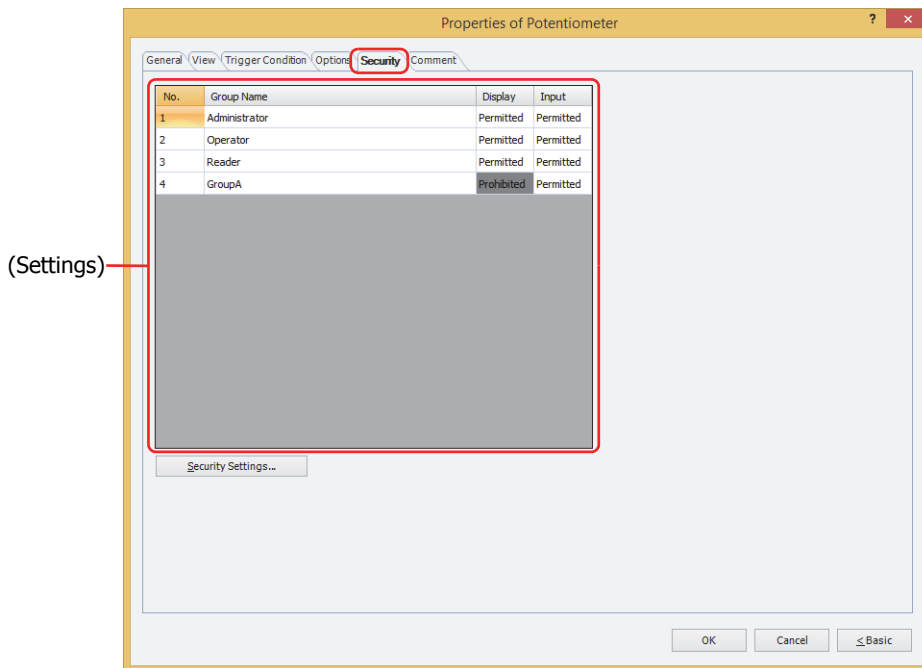 Properties of Potentiometer ? ×
General View Trigger Condition Options Security Comment
No. Group Name Display Input
1 Administrator Permitted Permitted
2 Operator Permitted Permitted
3 Reader Permitted Permitted
4 GroupA Prohibited Permitted
(Settings)
Security Settings...
OK Cancel < Basic